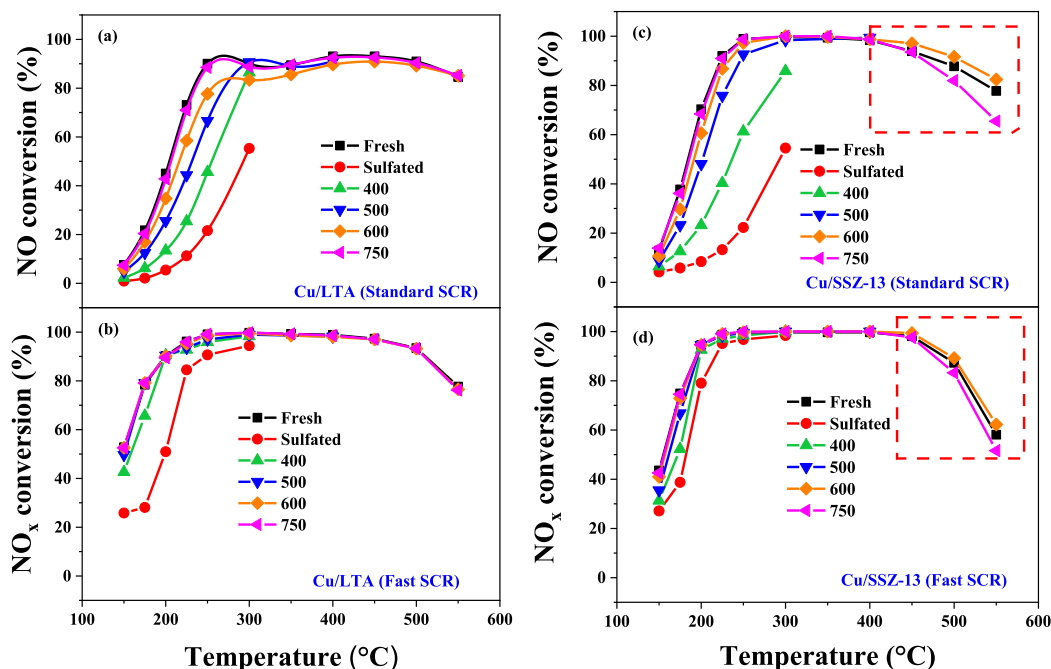 (a)
NO conversion (%)
100
80
60
40
20
0
Fresh
Sulfated
400
500
600
750
Cu/LTA (Standard SCR)
(c)
NO conversion (%)
100
80
60
40
20
0
Fresh
Sulfated
400
500
600
750
Cu/SSZ-13 (Standard SCR)
(b)
NOx conversion (%)
100
80
60
40
20
0
Fresh
Sulfated
400
500
600
750
Cu/LTA (Fast SCR)
100 200 300 400 500 600
Temperature (°C)
(d)
NOx conversion (%)
100
80
60
40
20
0
Fresh
Sulfated
400
500
600
750
Cu/SSZ-13 (Fast SCR)
100 200 300 400 500 600
Temperature (°C)